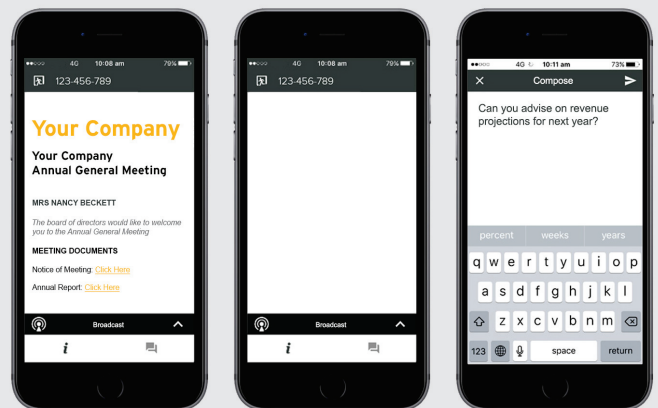 4G 10:08 am 79%
123-456-789
Your Company
Your Company
Annual General Meeting
MRS NANCY BECKETT
The board of directors would like to welcome
you to the Annual General Meeting
MEETING DOCUMENTS
Notice of Meeting: Click Here
Annual Report: Click Here
Broadcast
i
4G 10:08 am 79%
123-456-789
Broadcast
i
4G 10:11 am 73%
Compose
Can you advise on revenue
projections for next year?
percent weeks years
q w e r t y u i o p
a s d f g h j k l
z x c v b n m
123 space return